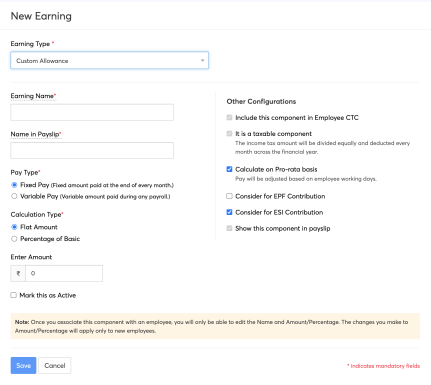 New Earning
Earning Type *
Custom Allowance
Earning Name*
Name in Payslip*
Pay Type*
Fixed Pay (Fixed amount paid at the end of every month.)
Variable Pay (Variable amount paid during any payroll.)
Calculation Type*
Flat Amount
Percentage of Basic
Enter Amount
₹ 0
Mark this as Active
Other Configurations
Include this component in Employee CTC
It is a taxable component
The income tax amount will be divided equally and deducted every
month across the financial year.
Calculate on Pro-rata basis
Pay will be adjusted based on employee working days.
Consider for EPF Contribution
Consider for ESI Contribution
Show this component in payslip
Note: Once you associate this component with an employee, you will only be able to edit the Name and Amount/Percentage. The changes you make to
Amount/Percentage will apply only to new employees.
Save Cancel
* indicates mandatory fields